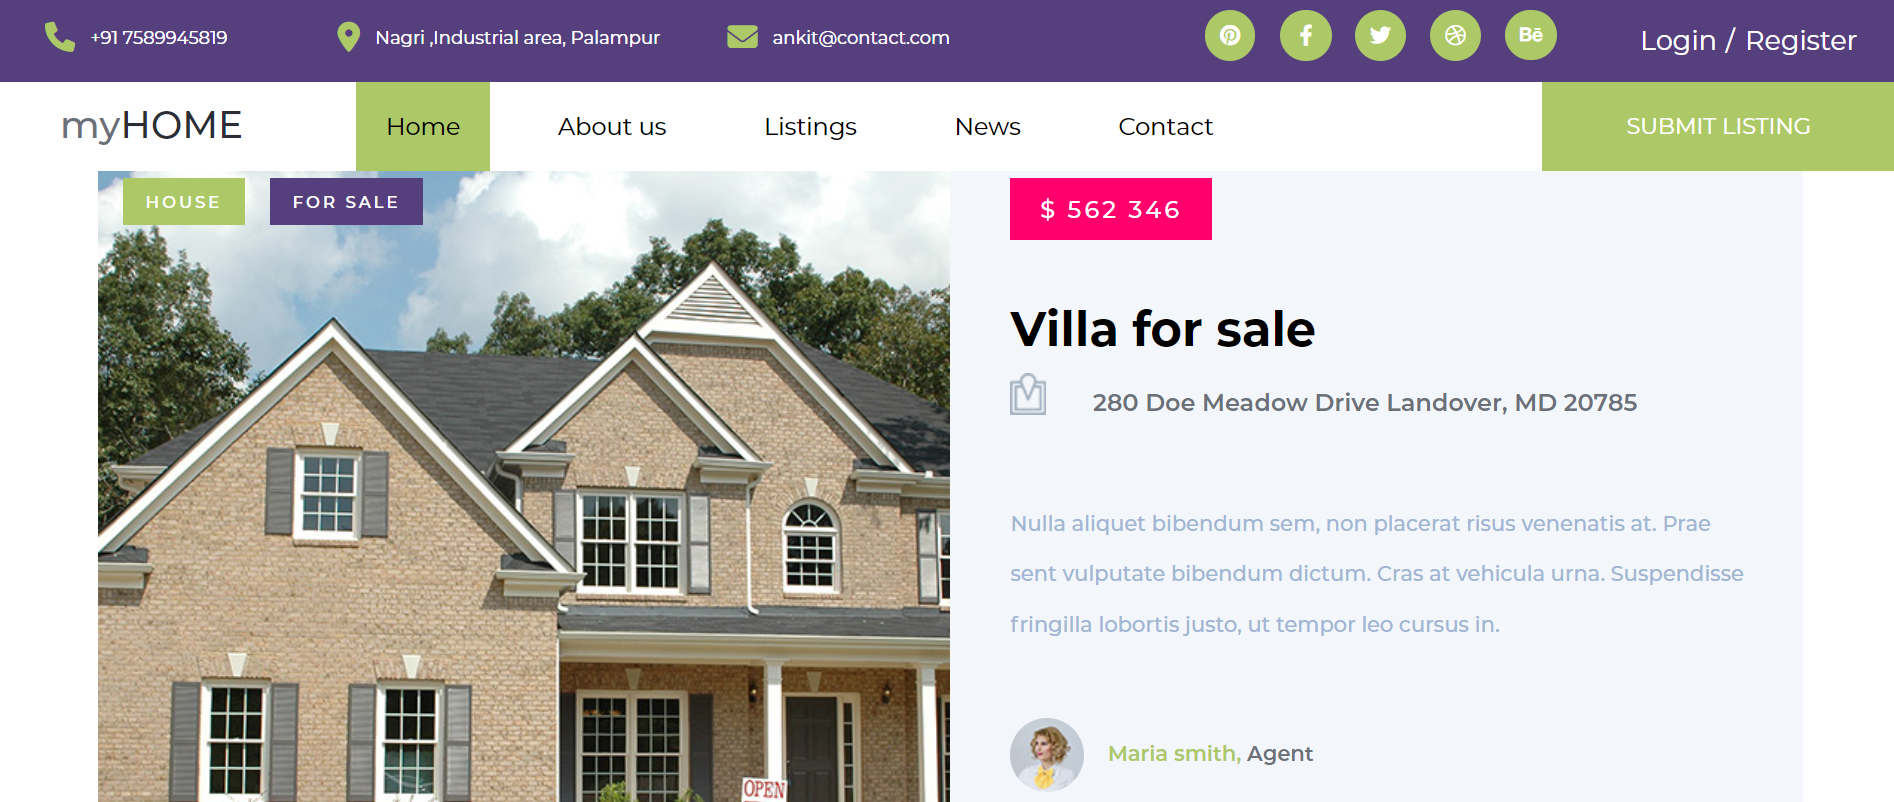 +91 7589945819
Nagri ,Industrial area, Palampur
ankit@contact.com
Bē
Login / Register
myHOME
Home
About us
Listings
News
Contact
SUBMIT LISTING
HOUSE
FOR SALE
$ 562 346
Villa for sale
280 Doe Meadow Drive Landover, MD 20785
Nulla aliquet bibendum sem, non placerat risus venenatis at. Prae
sent vulputate bibendum dictum. Cras at vehicula urna. Suspendisse
fringilla lobortis justo, ut tempor leo cursus in.
Maria smith, Agent
OPEN